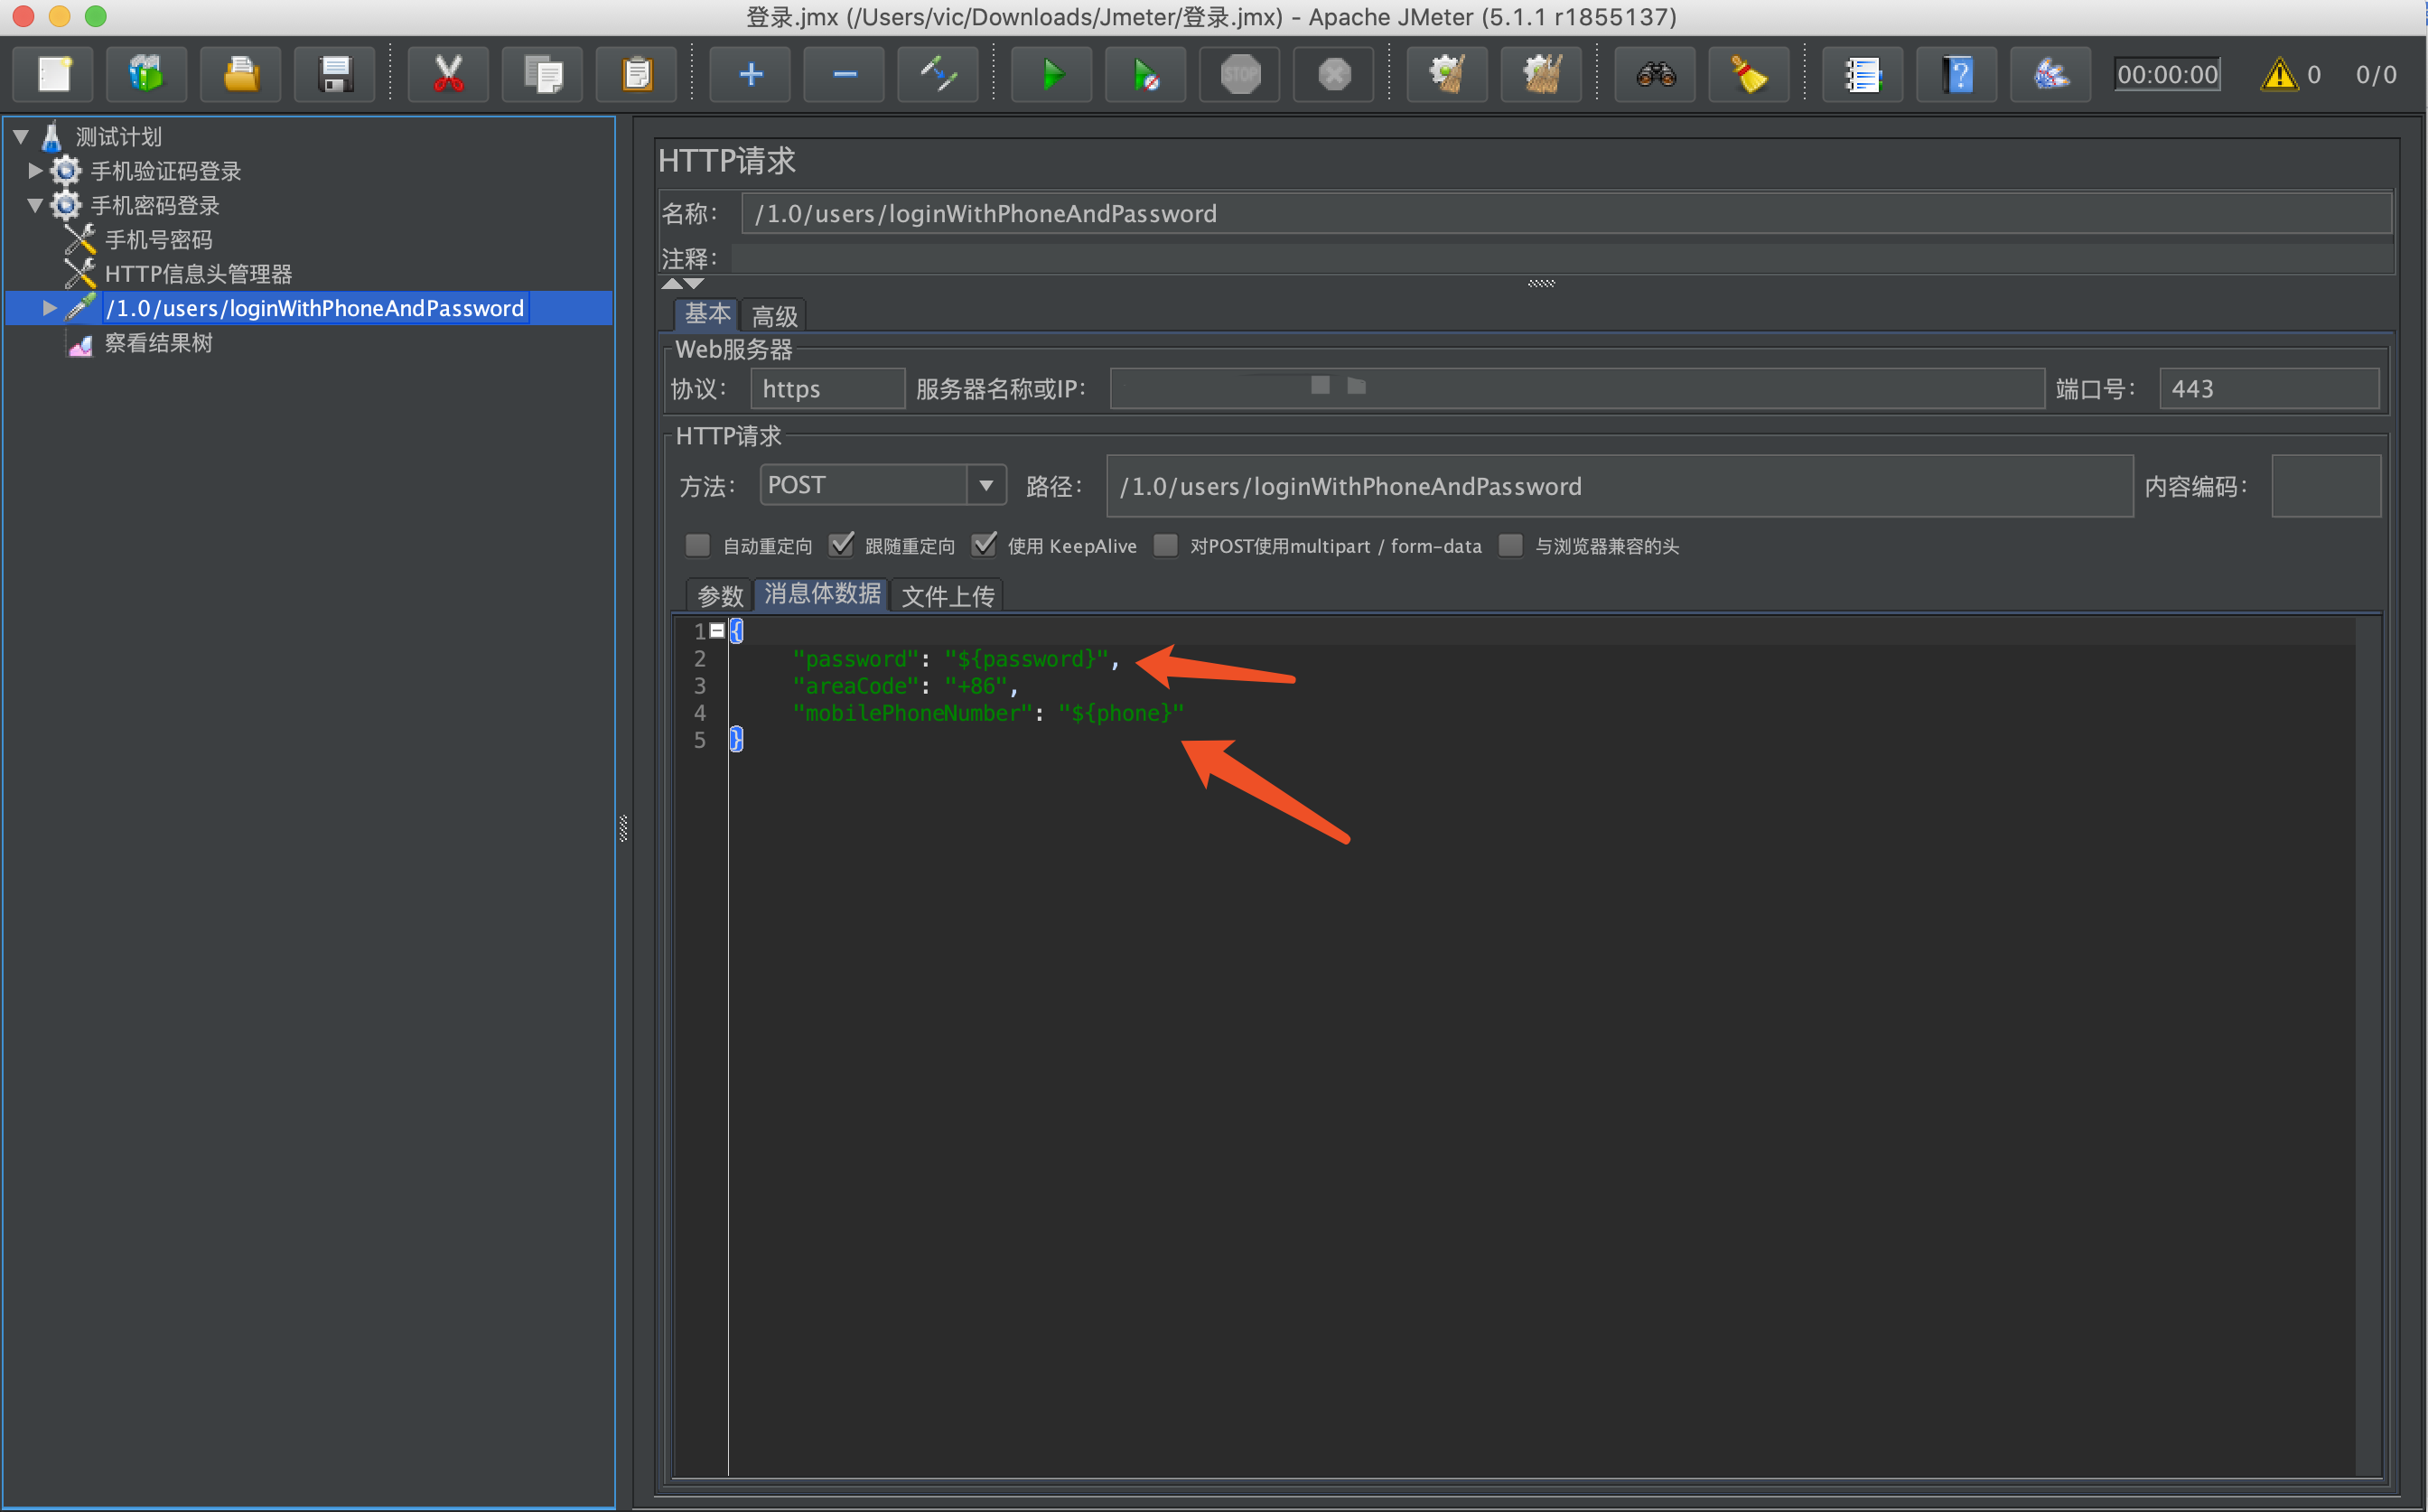 登录.jmx (/Users/vic/Downloads/Jmeter/登录.jmx) - Apache JMeter (5.1.1 r1855137)
STOP
00:00:00 0 0/0
测试计划
手机验证码登录
手机密码登录
手机号密码
HTTP信息头管理器
/1.0/users/loginWithPhoneAndPassword
察看结果树
HTTP请求
名称: /1.0/users/loginWithPhoneAndPassword
注释:
基本 高级
Web服务器
协议: https 服务器名称或IP: 端口号: 443
HTTP请求
方法: POST 路径: /1.0/users/loginWithPhoneAndPassword 内容编码:
自动重定向 跟随重定向 使用 KeepAlive 对POST使用multipart / form-data 与浏览器兼容的头
参数 消息体数据 文件上传
1 {
2 "password": "${password}",
3 "areaCode": "+86",
4 "mobilePhoneNumber": "${phone}"
5 }